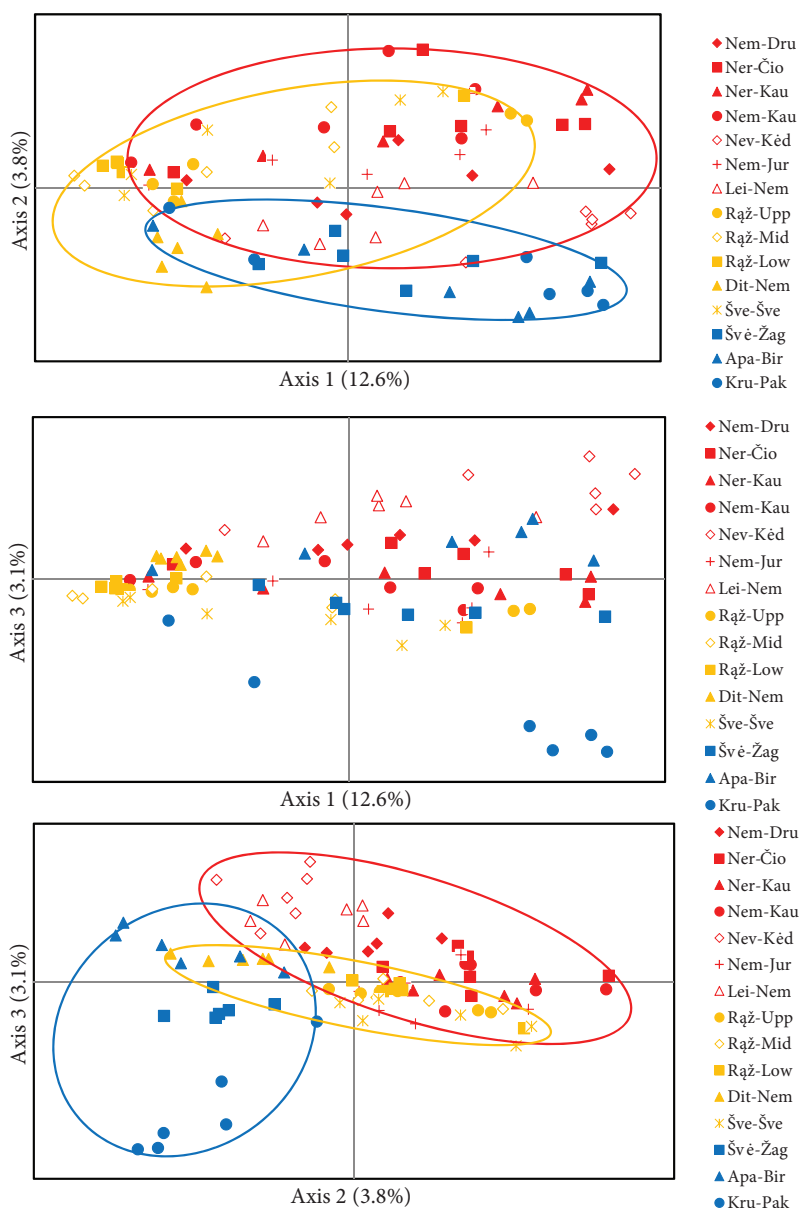 Axis 2 (3.8%)
Axis 1 (12.6%)
Nem-Dru
Ner-Čio
Ner-Kau
Nem-Kau
Nev-Kėd
Nem-Jur
Lei-Nem
Rąž-Upp
Rąž-Mid
Rąž-Low
Dit-Nem
Šve-Šve
Švė-Žag
Apa-Bir
Kru-Pak
Axis 3 (3.1%)
Axis 1 (12.6%)
Nem-Dru
Ner-Čio
Ner-Kau
Nem-Kau
Nev-Kėd
Nem-Jur
Lei-Nem
Rąž-Upp
Rąž-Mid
Rąž-Low
Dit-Nem
Šve-Šve
Švė-Žag
Apa-Bir
Kru-Pak
Axis 3 (3.1%)
Axis 2 (3.8%)
Nem-Dru
Ner-Čio
Ner-Kau
Nem-Kau
Nev-Kėd
Nem-Jur
Lei-Nem
Rąž-Upp
Rąž-Mid
Rąž-Low
Dit-Nem
Šve-Šve
Švė-Žag
Apa-Bir
Kru-Pak